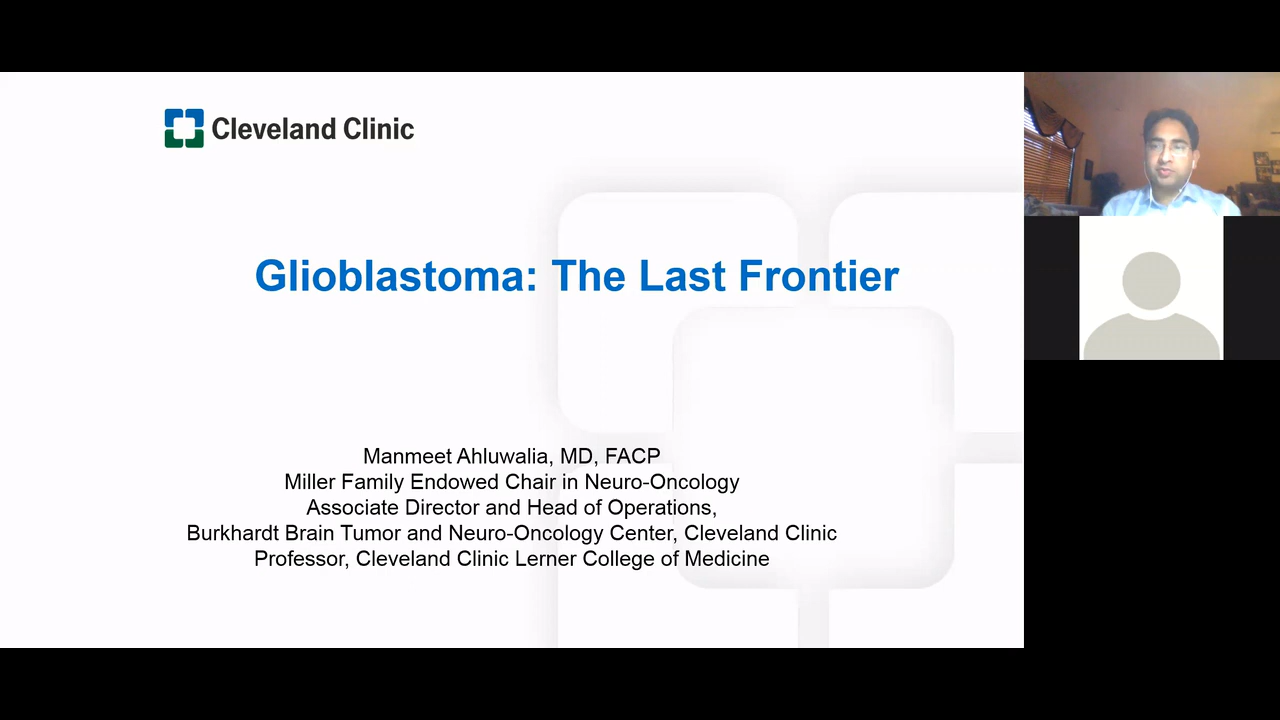 Cleveland Clinic
Glioblastoma: The Last Frontier
Manmeet Ahluwalia, MD, FACP
Miller Family Endowed Chair in Neuro-Oncology
Associate Director and Head of Operations,
Burkhardt Brain Tumor and Neuro-Oncology Center, Cleveland Clinic
Professor, Cleveland Clinic Lerner College of Medicine